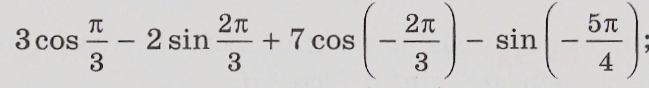 3 cos π/3 − 2 sin 2π/3 + 7 cos (− 2π/3) − sin (− 5π/4);